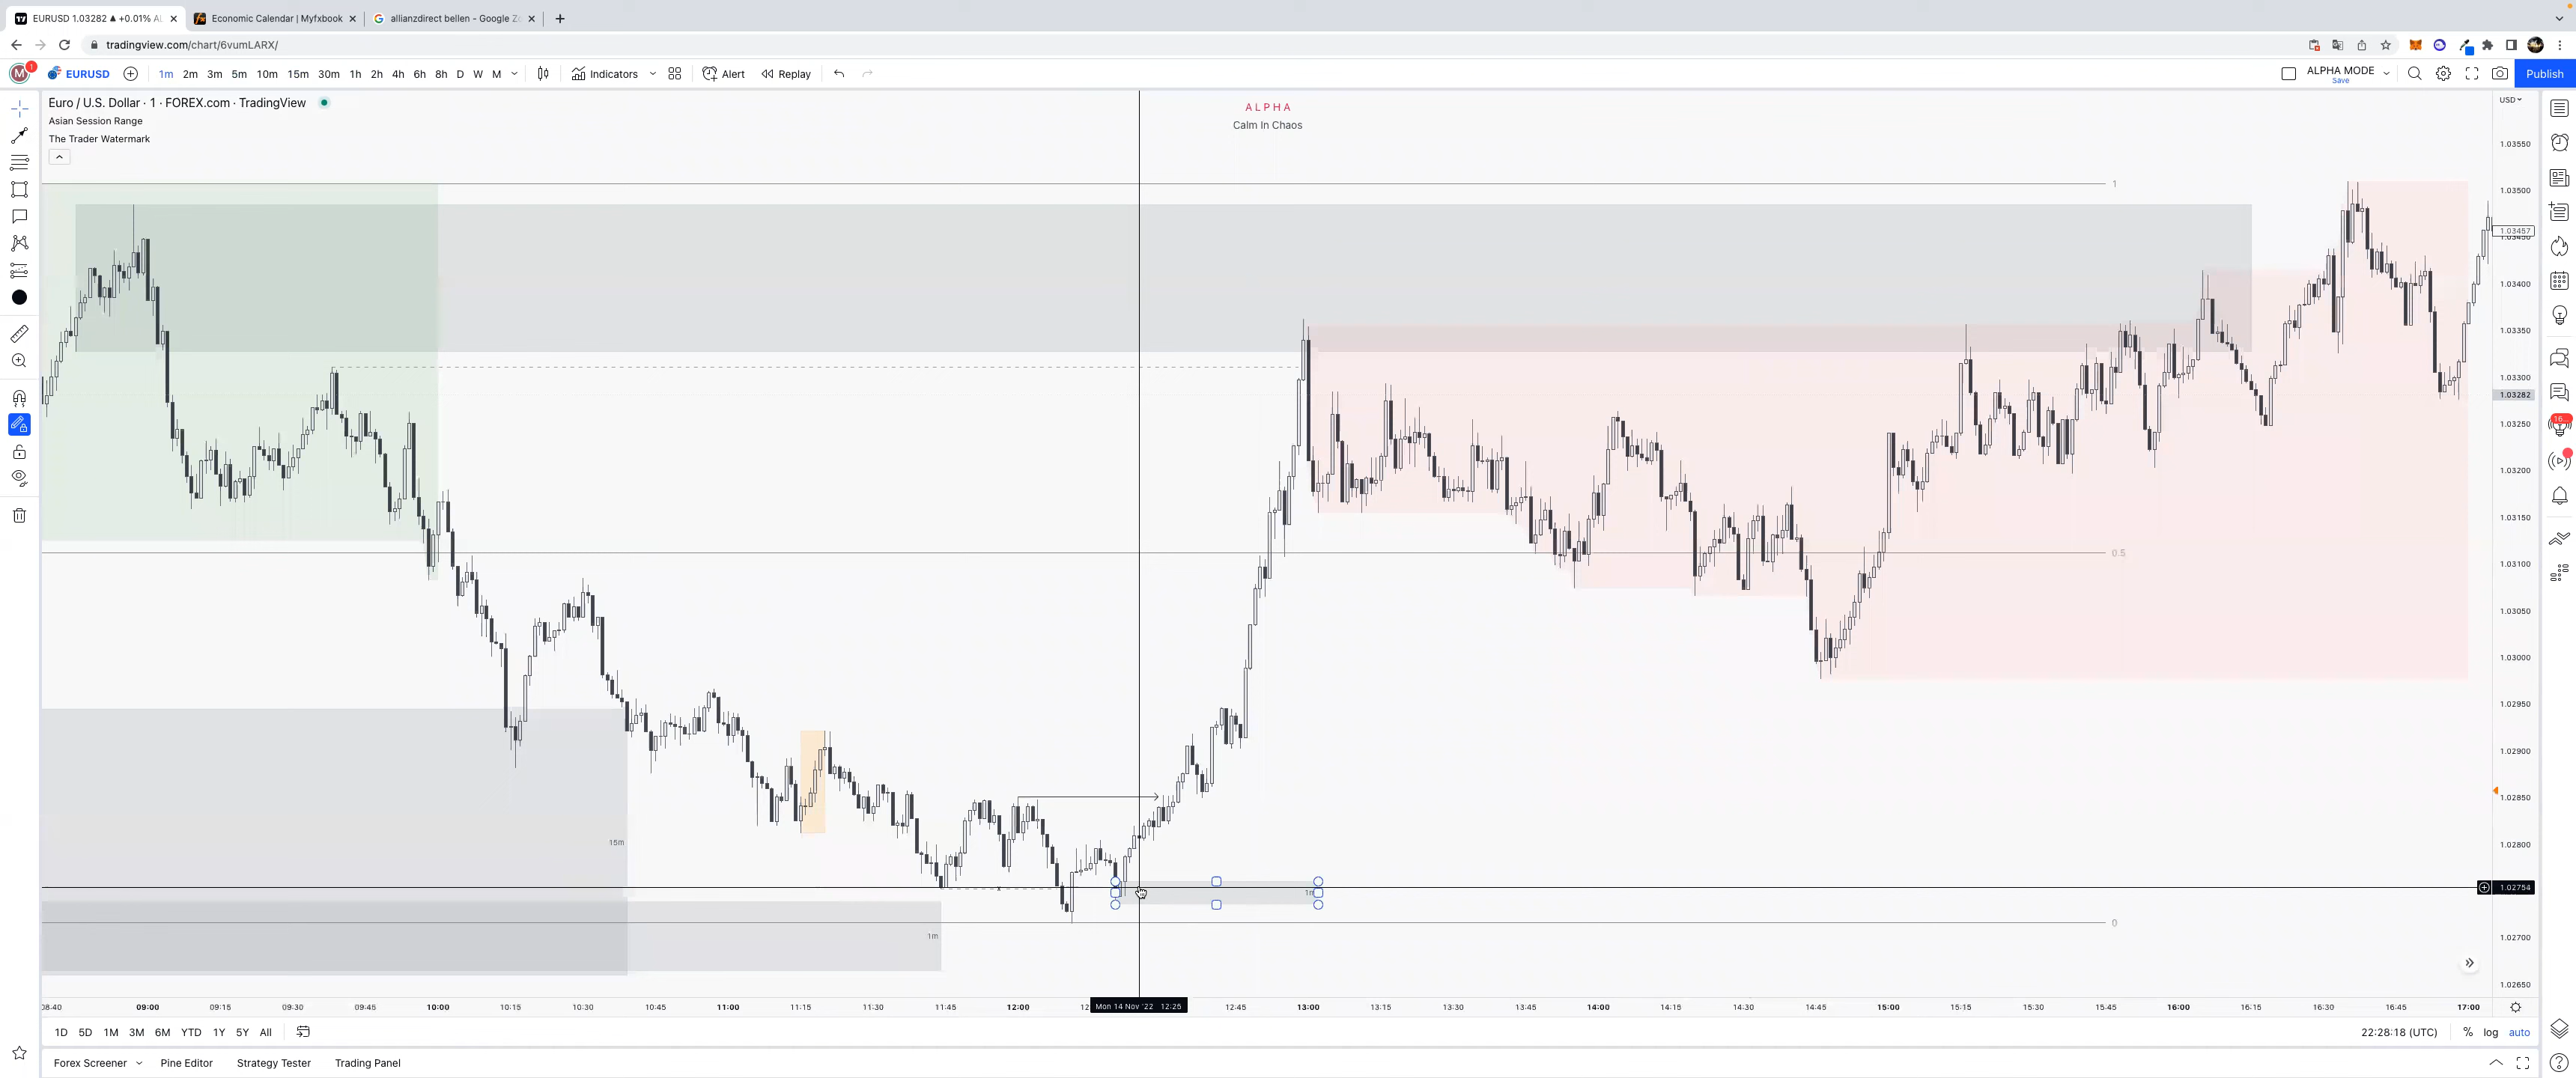 EURUSD 1.03282 ▲ +0.01% AL
Economic Calendar | Myfxbook
allianzdirect bellen - Google Zo
tradingview.com/chart/6vumLARX/
M 1 EURUSD 1m 2m 3m 5m 10m 15m 30m 1h 2h 4h 6h 8h D W M Indicators Alert Replay ALPHA MODE Save Publish
Euro / U.S. Dollar · 1 · FOREX.com · TradingView
Asian Session Range
The Trader Watermark
ALPHA
Calm In Chaos
USD
1.03550
1.03500
1.03457
1.03400
1.03350
1.03300
1.03282
1.03250
1.03200
1.03150
1.03100
1.03050
1.03000
1.02950
1.02900
1.02850
1.02800
1.02754
1.02700
1.02650
1
0.5
0
15m
1m
x
08:40 09:00 09:15 09:30 09:45 10:00 10:15 10:30 10:45 11:00 11:15 11:30 11:45 12:00 Mon 14 Nov '22 12:25 12:45 13:00 13:15 13:30 13:45 14:00 14:15 14:30 14:45 15:00 15:15 15:30 15:45 16:00 16:15 16:30 16:45 17:00
1D 5D 1M 3M 6M YTD 1Y 5Y All 22:28:18 (UTC) % log auto
Forex Screener Pine Editor Strategy Tester Trading Panel